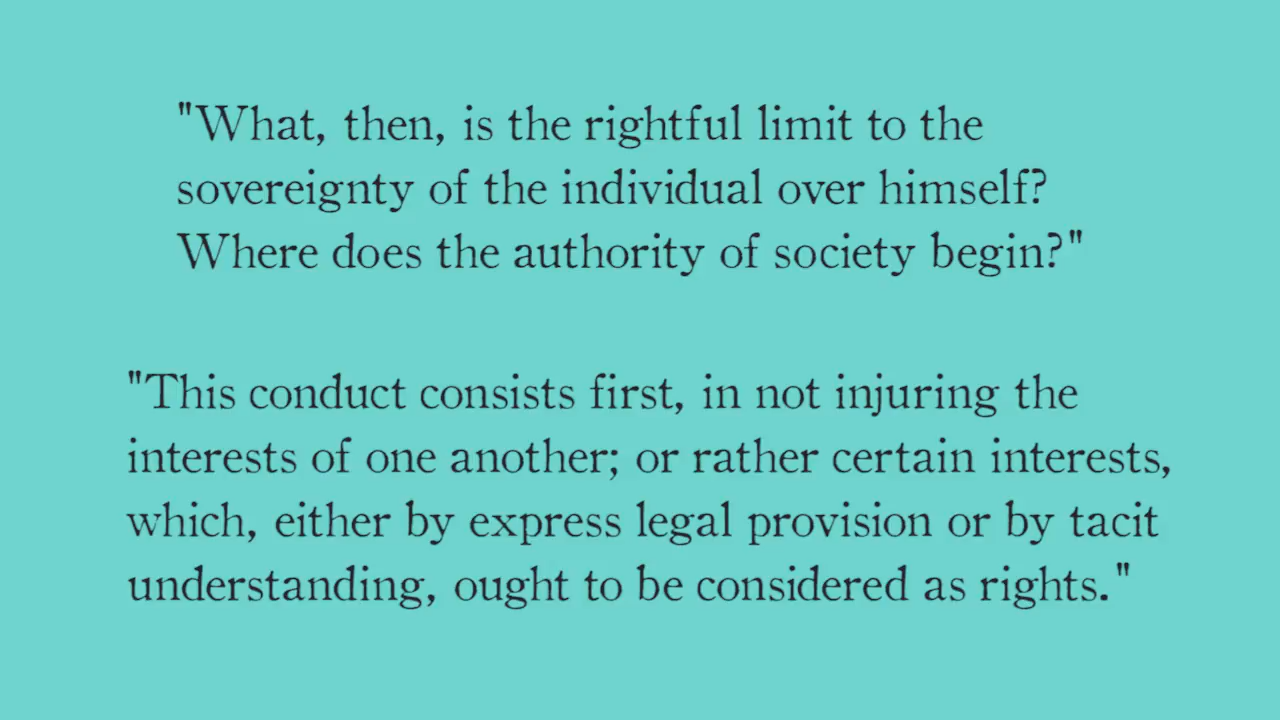 "What, then, is the rightful limit to the
sovereignty of the individual over himself?
Where does the authority of society begin?"
"This conduct consists first, in not injuring the
interests of one another; or rather certain interests,
which, either by express legal provision or by tacit
understanding, ought to be considered as rights."